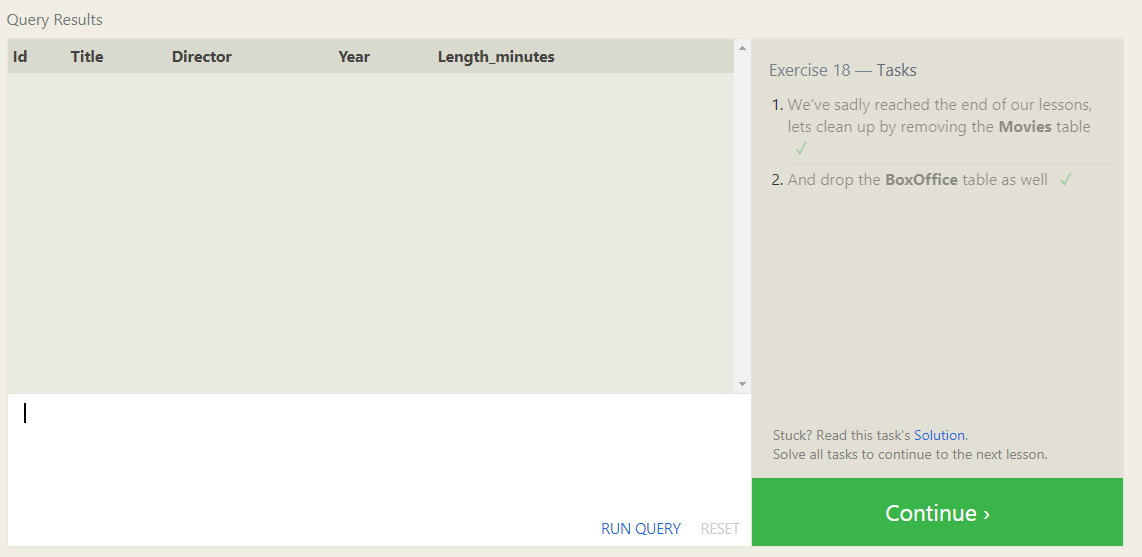 Query Results
Id Title Director Year Length_minutes
Exercise 18 — Tasks
1. We've sadly reached the end of our lessons,
lets clean up by removing the Movies table
✓
2. And drop the BoxOffice table as well ✓
Stuck? Read this task's Solution.
Solve all tasks to continue to the next lesson.
RUN QUERY RESET
Continue ›